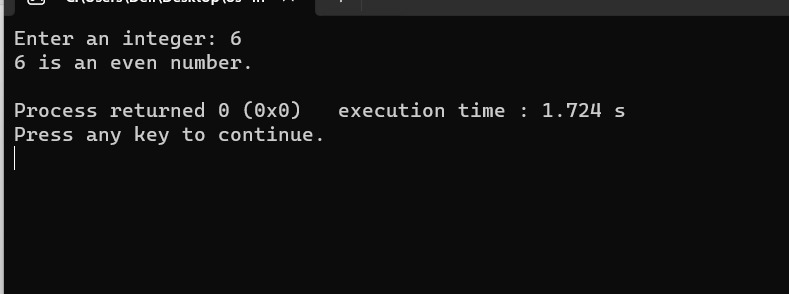 Enter an integer: 6
6 is an even number.
Process returned 0 (0x0)   execution time : 1.724 s
Press any key to continue.